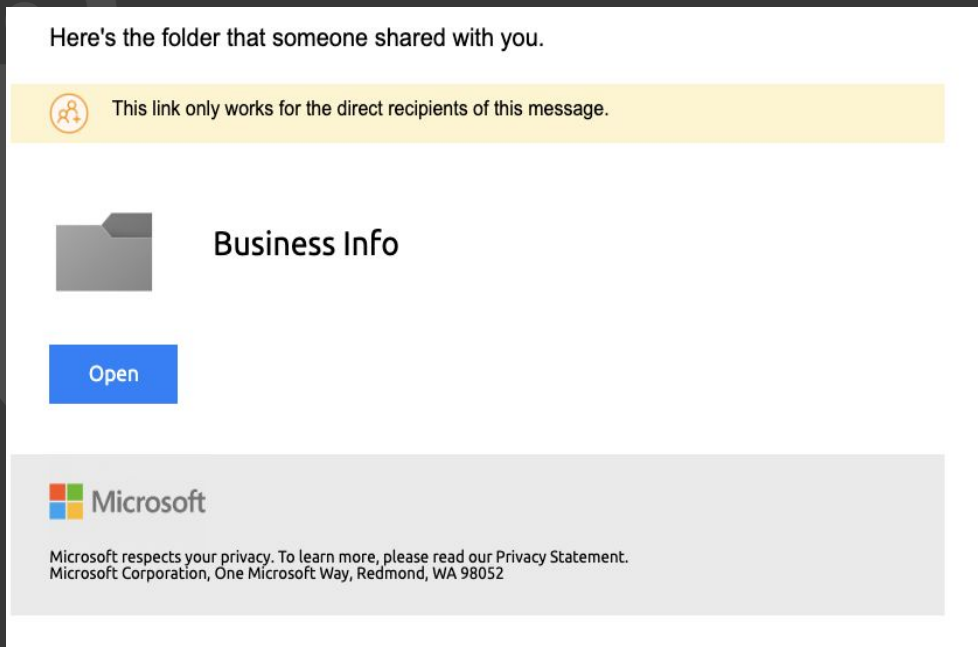 Here's the folder that someone shared with you.
This link only works for the direct recipients of this message.
Business Info
Open
Microsoft
Microsoft respects your privacy. To learn more, please read our Privacy Statement.
Microsoft Corporation, One Microsoft Way, Redmond, WA 98052